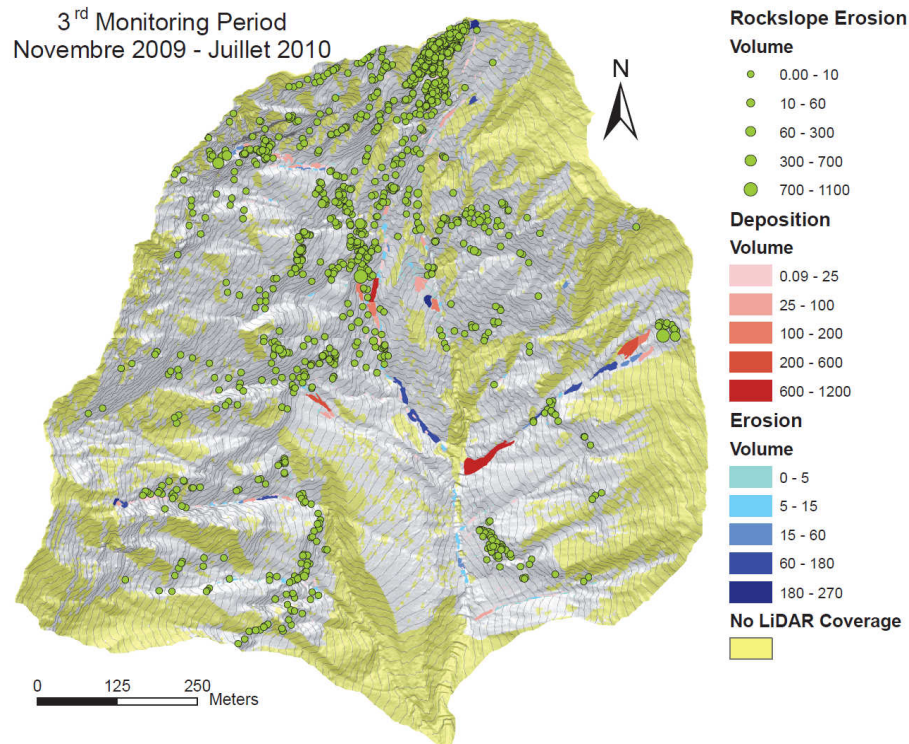 3rd Monitoring Period
Novembre 2009 - Juillet 2010
N
0 125 250
Meters
Rockslope Erosion
Volume
0.00 - 10
10 - 60
60 - 300
300 - 700
700 - 1100
Deposition
Volume
0.09 - 25
25 - 100
100 - 200
200 - 600
600 - 1200
Erosion
Volume
0 - 5
5 - 15
15 - 60
60 - 180
180 - 270
No LiDAR Coverage